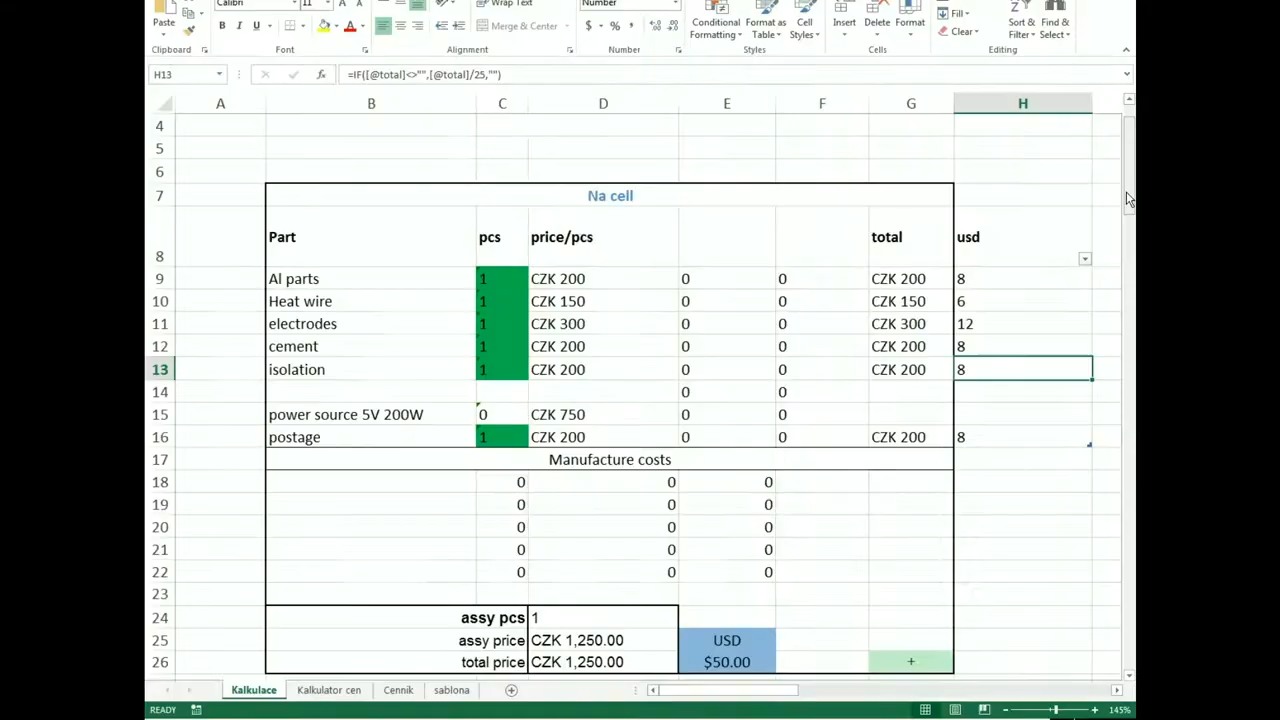 Calibri 11 Wrap Text Number
Paste B I U Merge & Center $ % Conditional Formatting Format as Table Cell Styles Insert Delete Format Fill Clear Sort & Filter Find & Select
Clipboard Font Alignment Number Styles Cells Editing
H13 fx =IF([@total]<>"",[@total]/25,"")
A B C D E F G H
4
5
6
7 Na cell
8 Part pcs price/pcs total usd
9 Al parts 1 CZK 200 0 0 CZK 200 8
10 Heat wire 1 CZK 150 0 0 CZK 150 6
11 electrodes 1 CZK 300 0 0 CZK 300 12
12 cement 1 CZK 200 0 0 CZK 200 8
13 isolation 1 CZK 200 0 0 CZK 200 8
14 0 0
15 power source 5V 200W 0 CZK 750 0 0
16 postage 1 CZK 200 0 0 CZK 200 8
17 Manufacture costs
18 0 0 0
19 0 0 0
20 0 0 0
21 0 0 0
22 0 0 0
23
24 assy pcs 1
25 assy price CZK 1,250.00 USD
26 total price CZK 1,250.00 $50.00 +
Kalkulace Kalkulator cen Cennik sablona
READY 145%